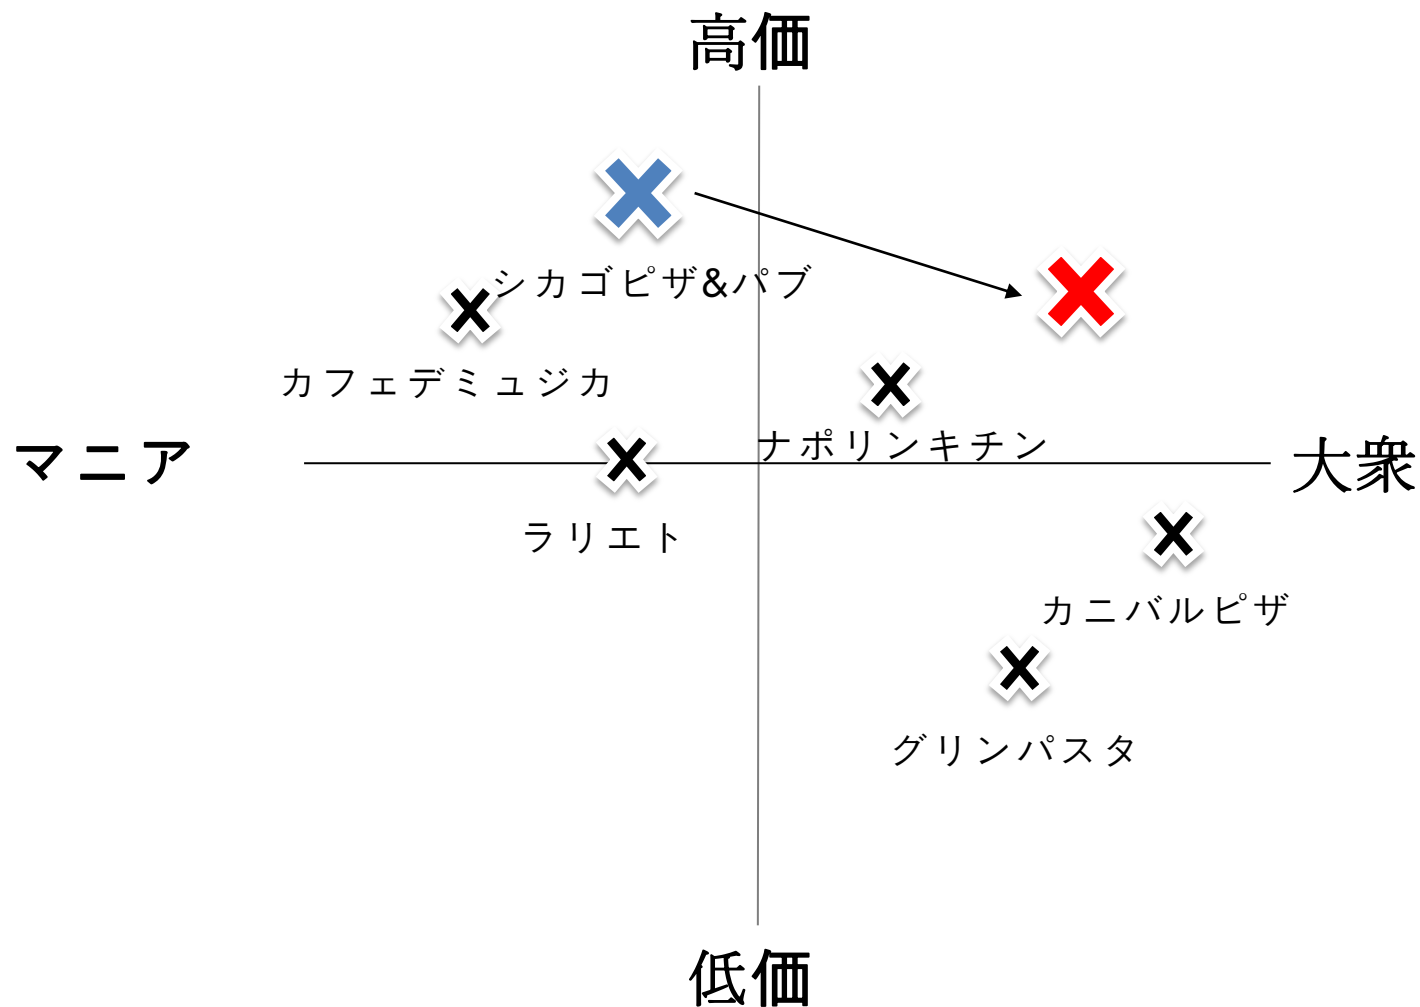 高価
シカゴピザ&パブ
カフェデミュジカ
ナポリンキチン
マニア
大衆
ラリエト
カニバルピザ
グリンパスタ
低価